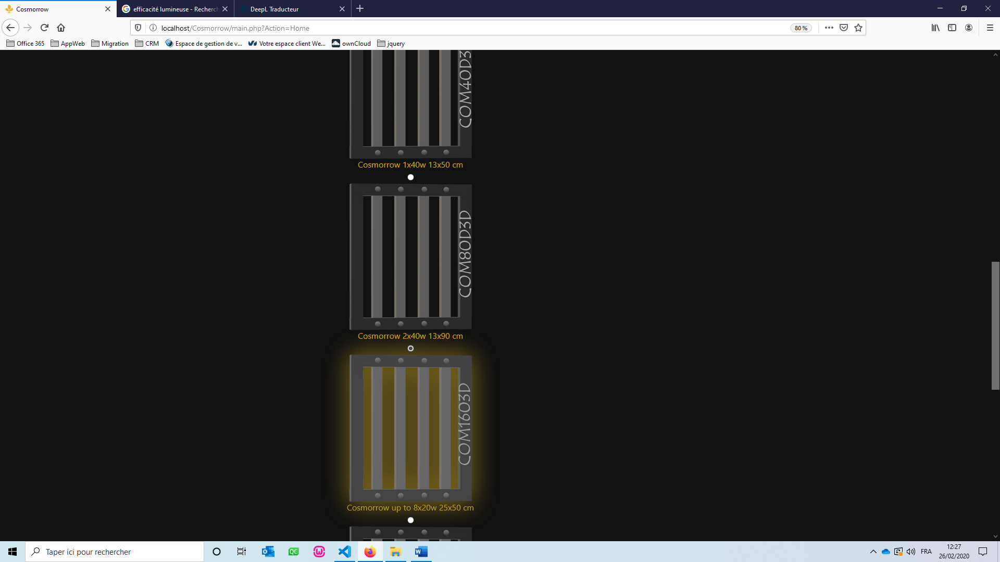 Cosmorrow
efficacité lumineuse - Recherch
DeepL Traducteur
localhost/Cosmorrow/main.php?Action=Home
80 %
Office 365
AppWeb
Migration
CRM
Espace de gestion de v...
Votre espace client We...
ownCloud
jquery
COM40D3
Cosmorrow 1x40w 13x50 cm
COM80D3D
Cosmorrow 2x40w 13x90 cm
COM1603D
Cosmorrow up to 8x20w 25x50 cm
Taper ici pour rechercher
QC
FRA
12:27
26/02/2020